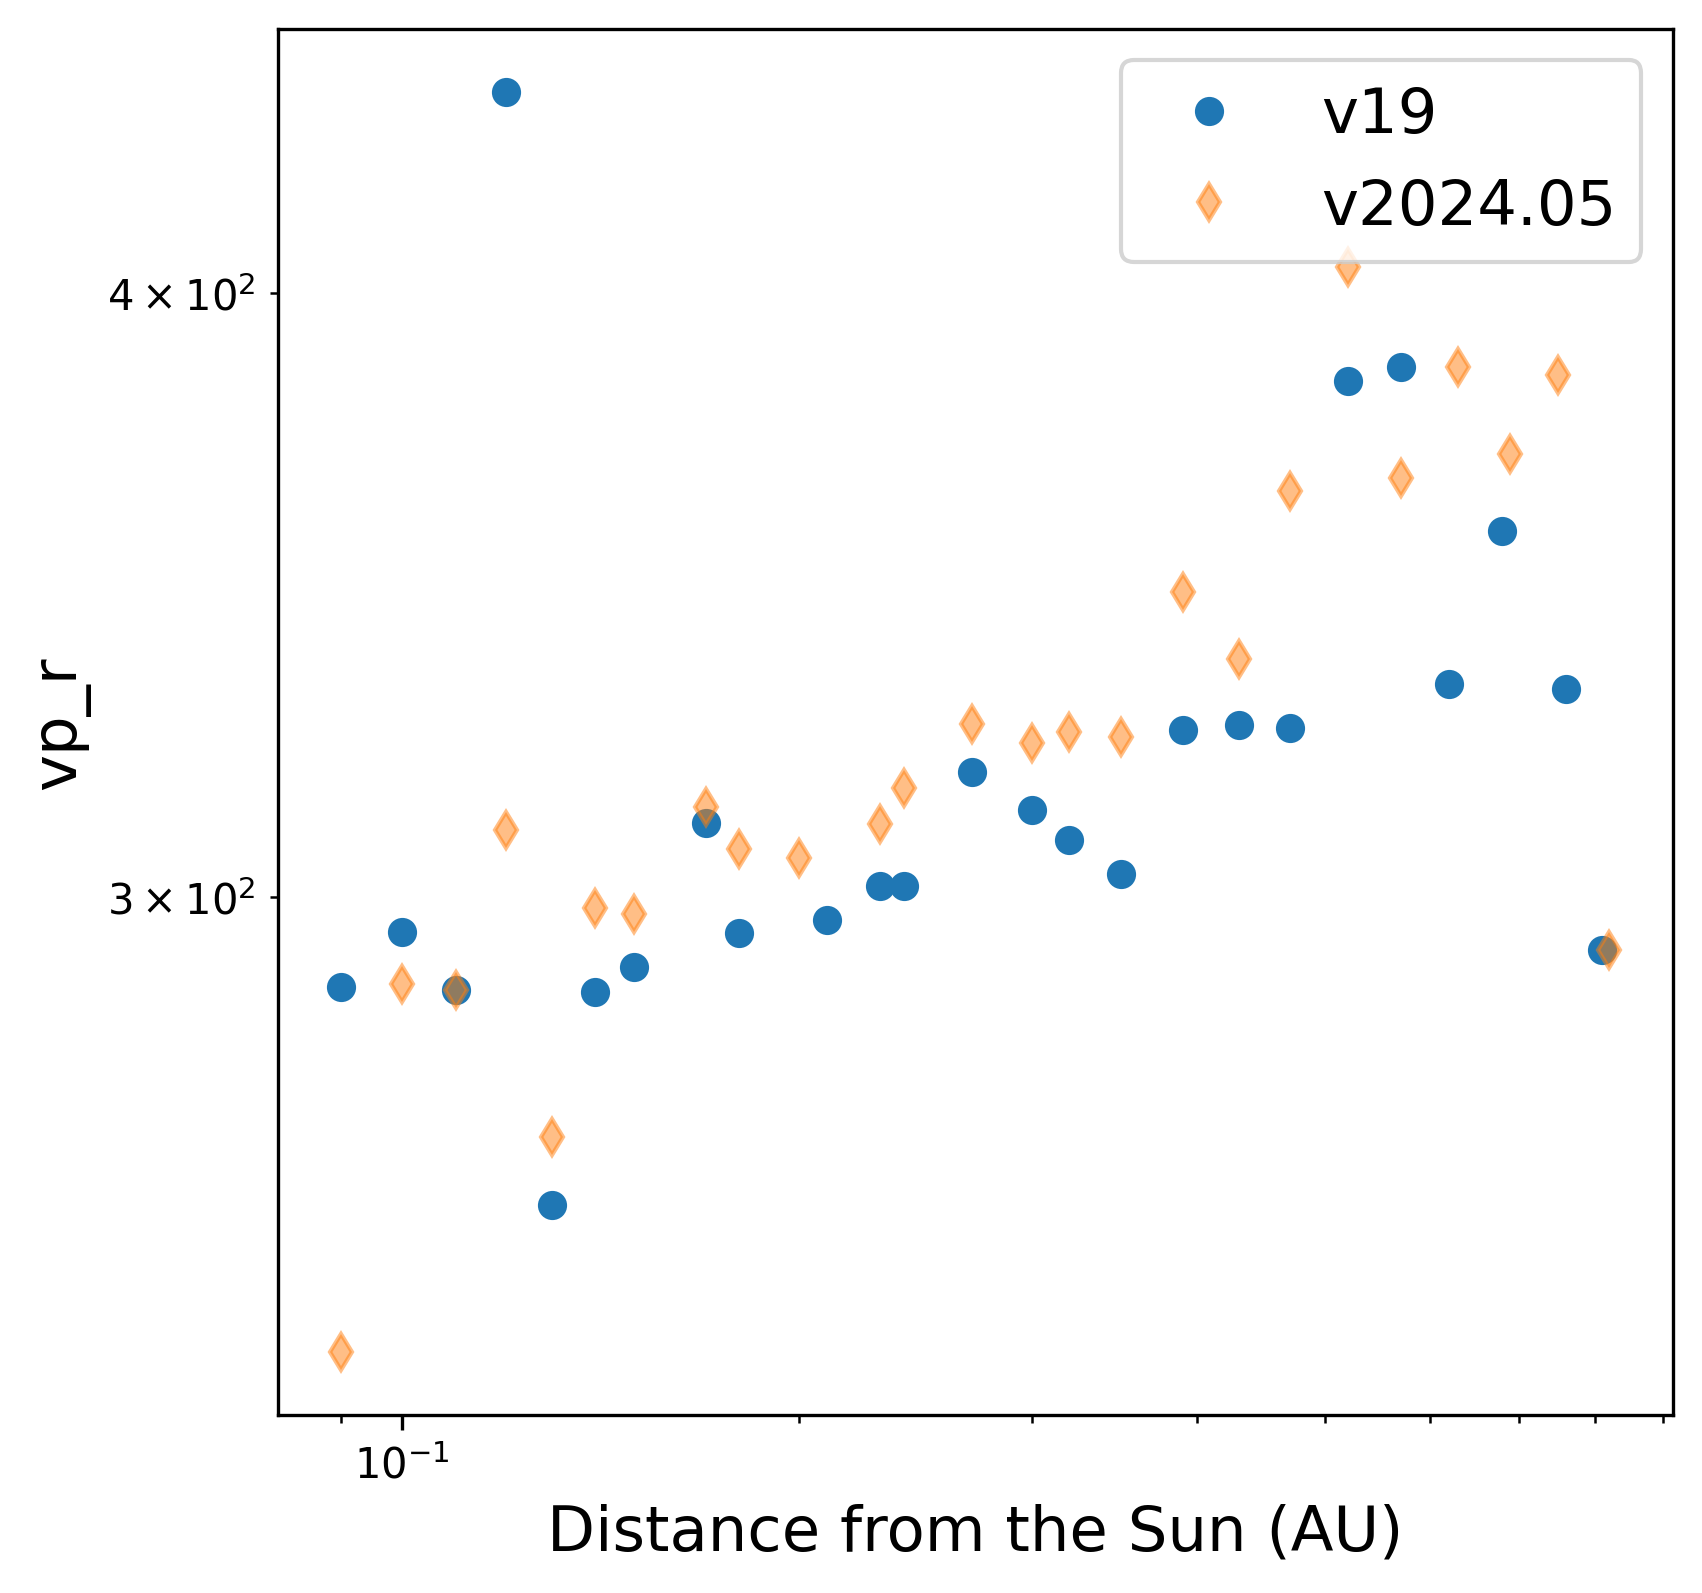 v19
v2024.05
4 × 10²
3 × 10²
vp_r
10⁻¹
Distance from the Sun (AU)